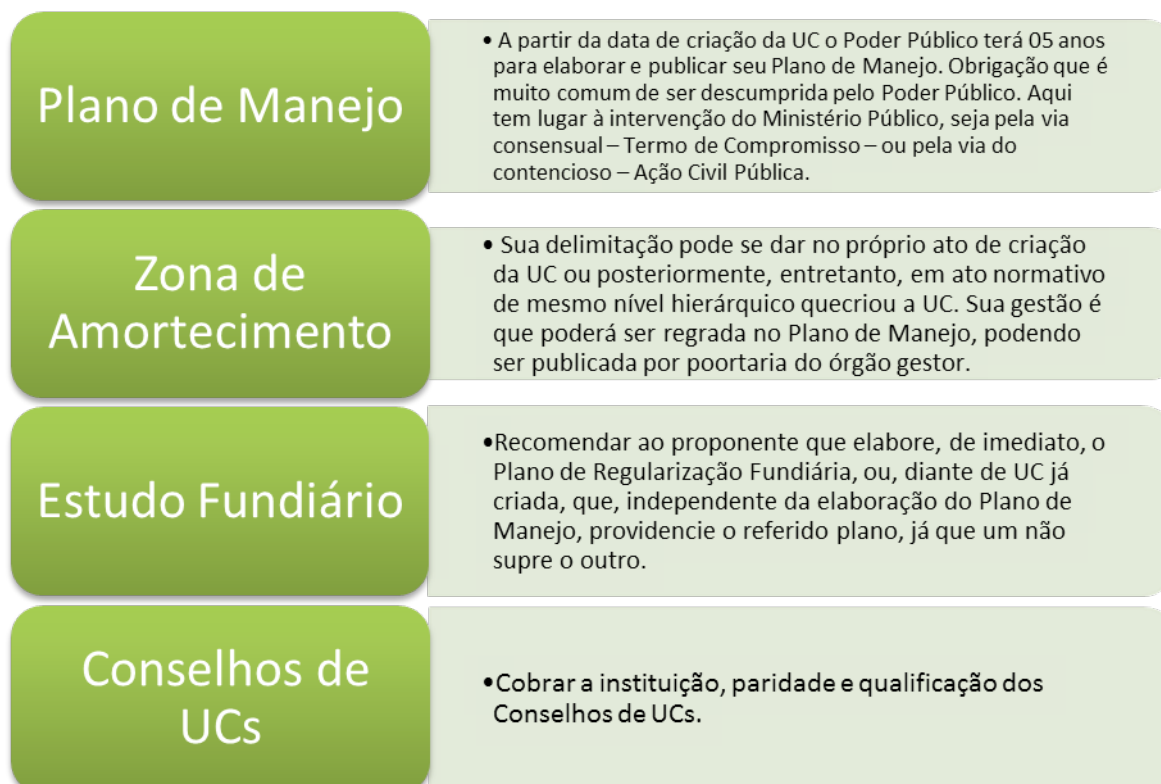 Plano de Manejo
• A partir da data de criação da UC o Poder Público terá 05 anos
para elaborar e publicar seu Plano de Manejo. Obrigação que é
muito comum de ser descumprida pelo Poder Público. Aqui
tem lugar à intervenção do Ministério Público, seja pela via
consensual – Termo de Compromisso – ou pela via do
contencioso – Ação Civil Pública.
Zona de
Amortecimento
• Sua delimitação pode se dar no próprio ato de criação
da UC ou posteriormente, entretanto, em ato normativo
de mesmo nível hierárquico quecriou a UC. Sua gestão é
que poderá ser regrada no Plano de Manejo, podendo
ser publicada por poortaria do órgão gestor.
Estudo Fundiário
•Recomendar ao proponente que elabore, de imediato, o
Plano de Regularização Fundiária, ou, diante de UC já
criada, que, independente da elaboração do Plano de
Manejo, providencie o referido plano, já que um não
supre o outro.
Conselhos de
UCs
•Cobrar a instituição, paridade e qualificação dos
Conselhos de UCs.